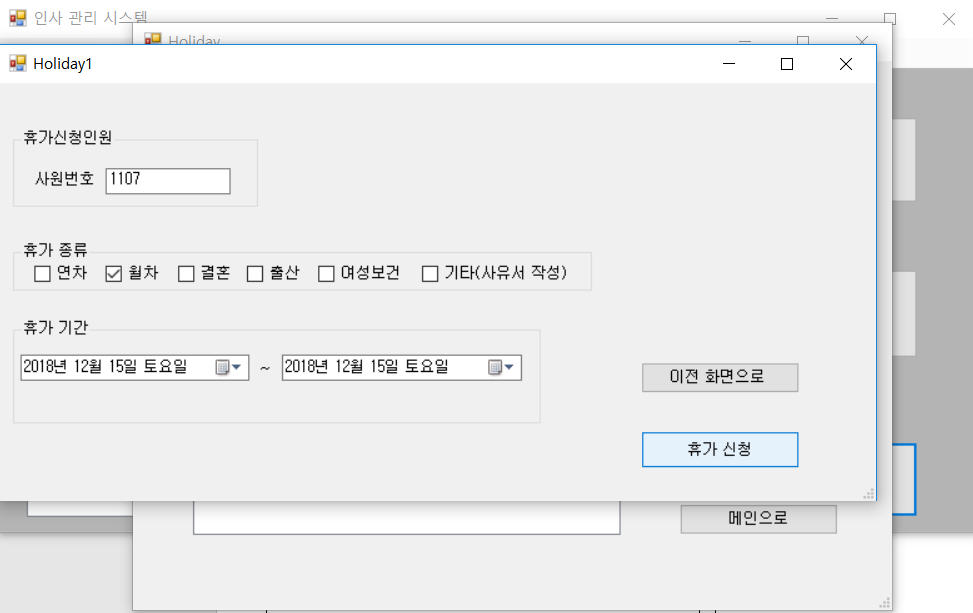 인사 관리 시스템
Holiday
Holiday1
휴가신청인원
사원번호 1107
휴가 종류
연차 월차 결혼 출산 여성보건 기타(사유서 작성)
휴가 기간
2018년 12월 15일 토요일 ~ 2018년 12월 15일 토요일
이전 화면으로
휴가 신청
메인으로